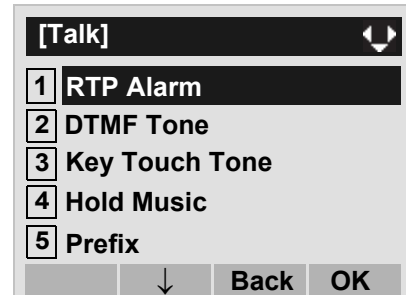 [Talk]
1 RTP Alarm
2 DTMF Tone
3 Key Touch Tone
4 Hold Music
5 Prefix
↓ Back OK